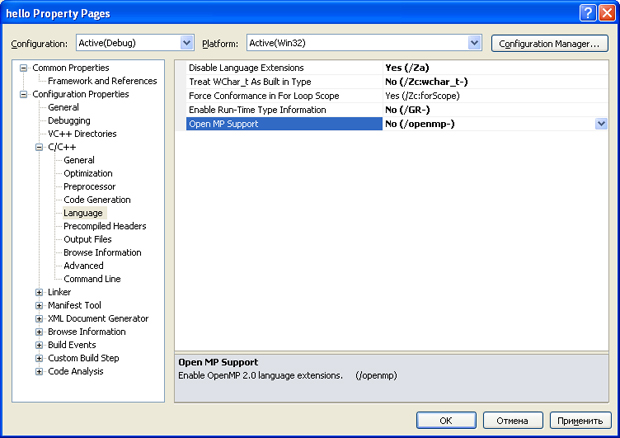 hello Property Pages
Configuration: Active(Debug) Platform: Active(Win32) Configuration Manager...
Common Properties
Framework and References
Configuration Properties
General
Debugging
VC++ Directories
C/C++
General
Optimization
Preprocessor
Code Generation
Language
Precompiled Headers
Output Files
Browse Information
Advanced
Command Line
Linker
Manifest Tool
XML Document Generator
Browse Information
Build Events
Custom Build Step
Code Analysis
Disable Language Extensions Yes (/Za)
Treat WChar_t As Built in Type No (/Zc:wchar_t-)
Force Conformance in For Loop Scope Yes (/Zc:forScope)
Enable Run-Time Type Information No (/GR-)
Open MP Support No (/openmp-)
Open MP Support
Enable OpenMP 2.0 language extensions. (/openmp)
OK Отмена Применить